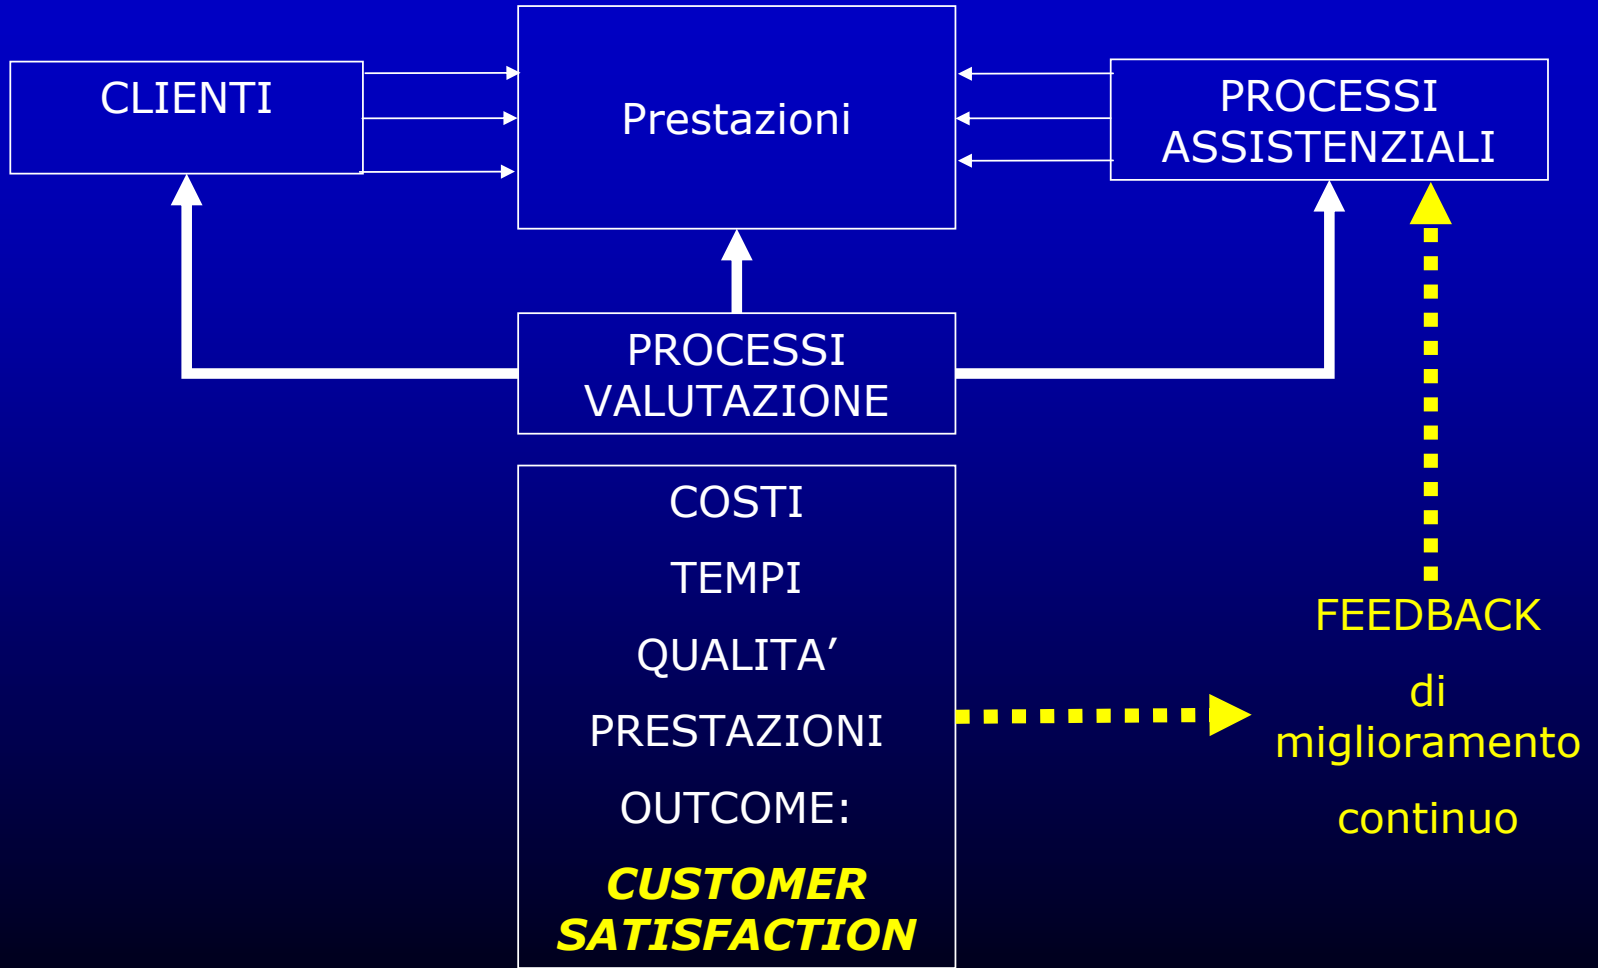 CLIENTI
Prestazioni
PROCESSI
ASSISTENZIALI
PROCESSI
VALUTAZIONE
COSTI
TEMPI
QUALITA’
PRESTAZIONI
OUTCOME:
CUSTOMER
SATISFACTION
FEEDBACK
di
miglioramento
continuo